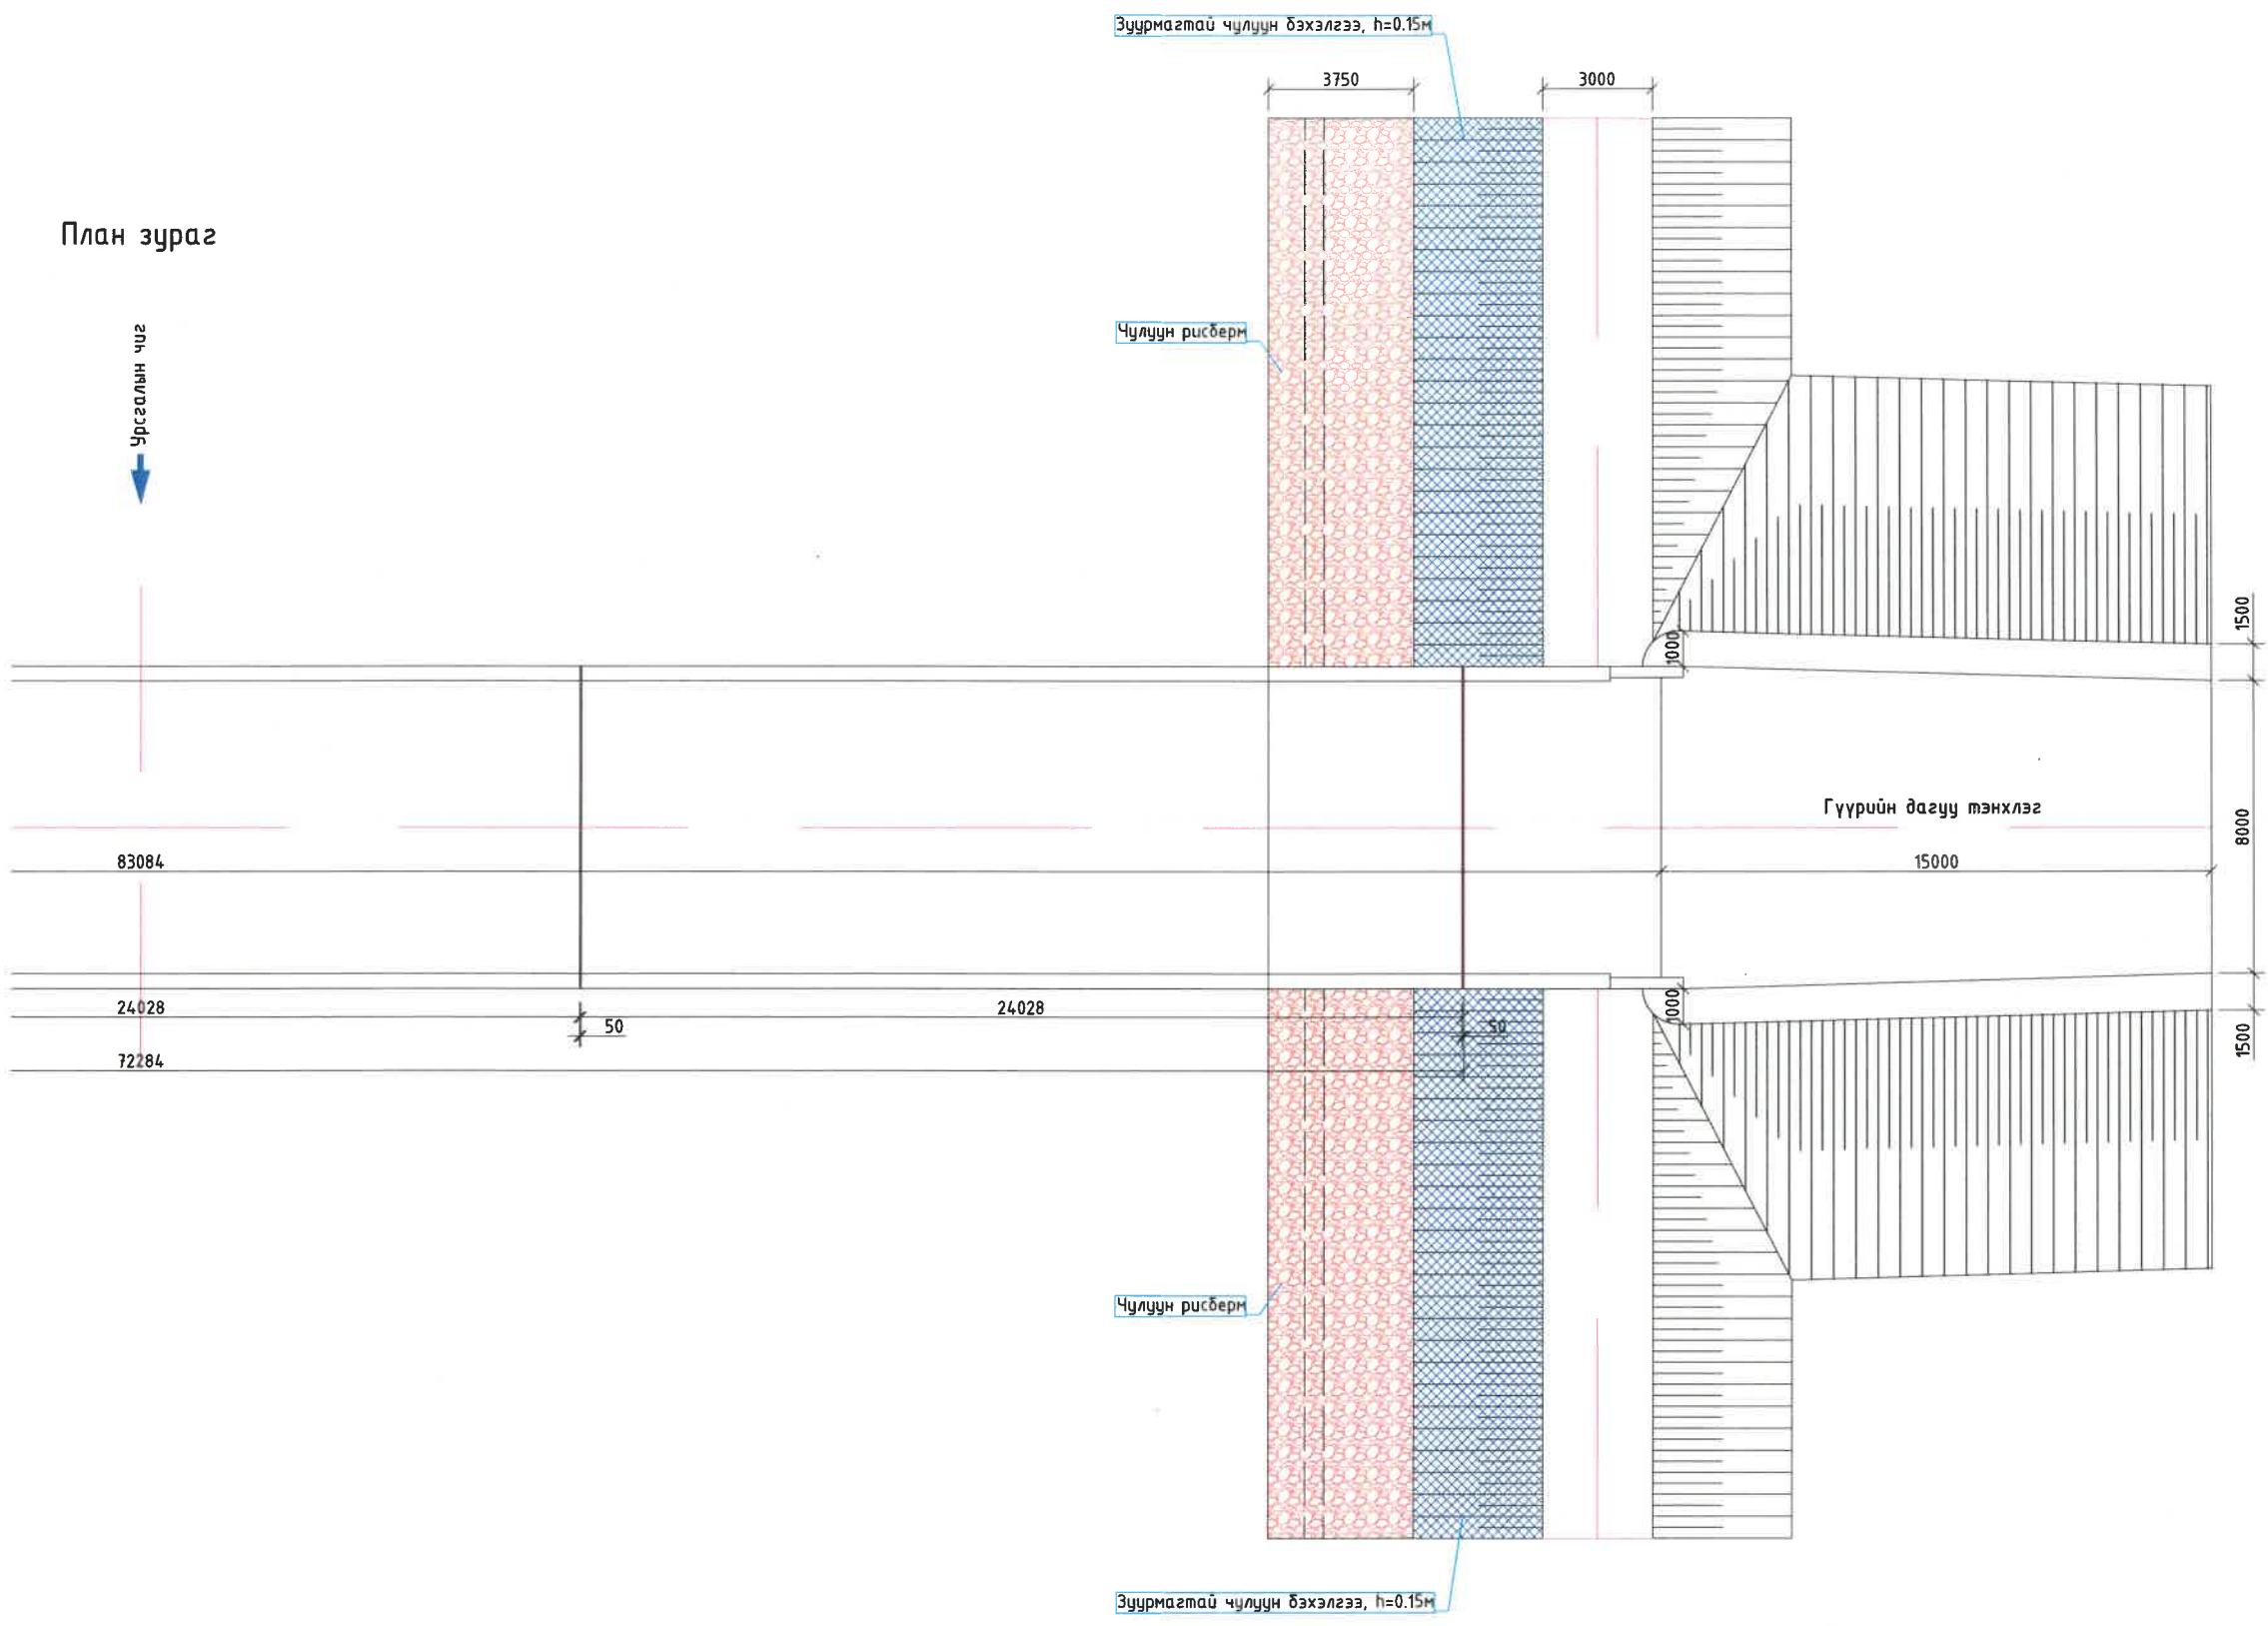 Зуурмагтай чулуун бэхэлгээ, h=0.15м
3750
3000
План зураг
Урсгалын чиг
Чулуун рисберм
1500
1000
Гүүрийн дагуу тэнхлэг
8000
83084
15000
24028
24028
1000
50
50
1500
72284
Чулуун рисберм
Зуурмагтай чулуун бэхэлгээ, h=0.15м